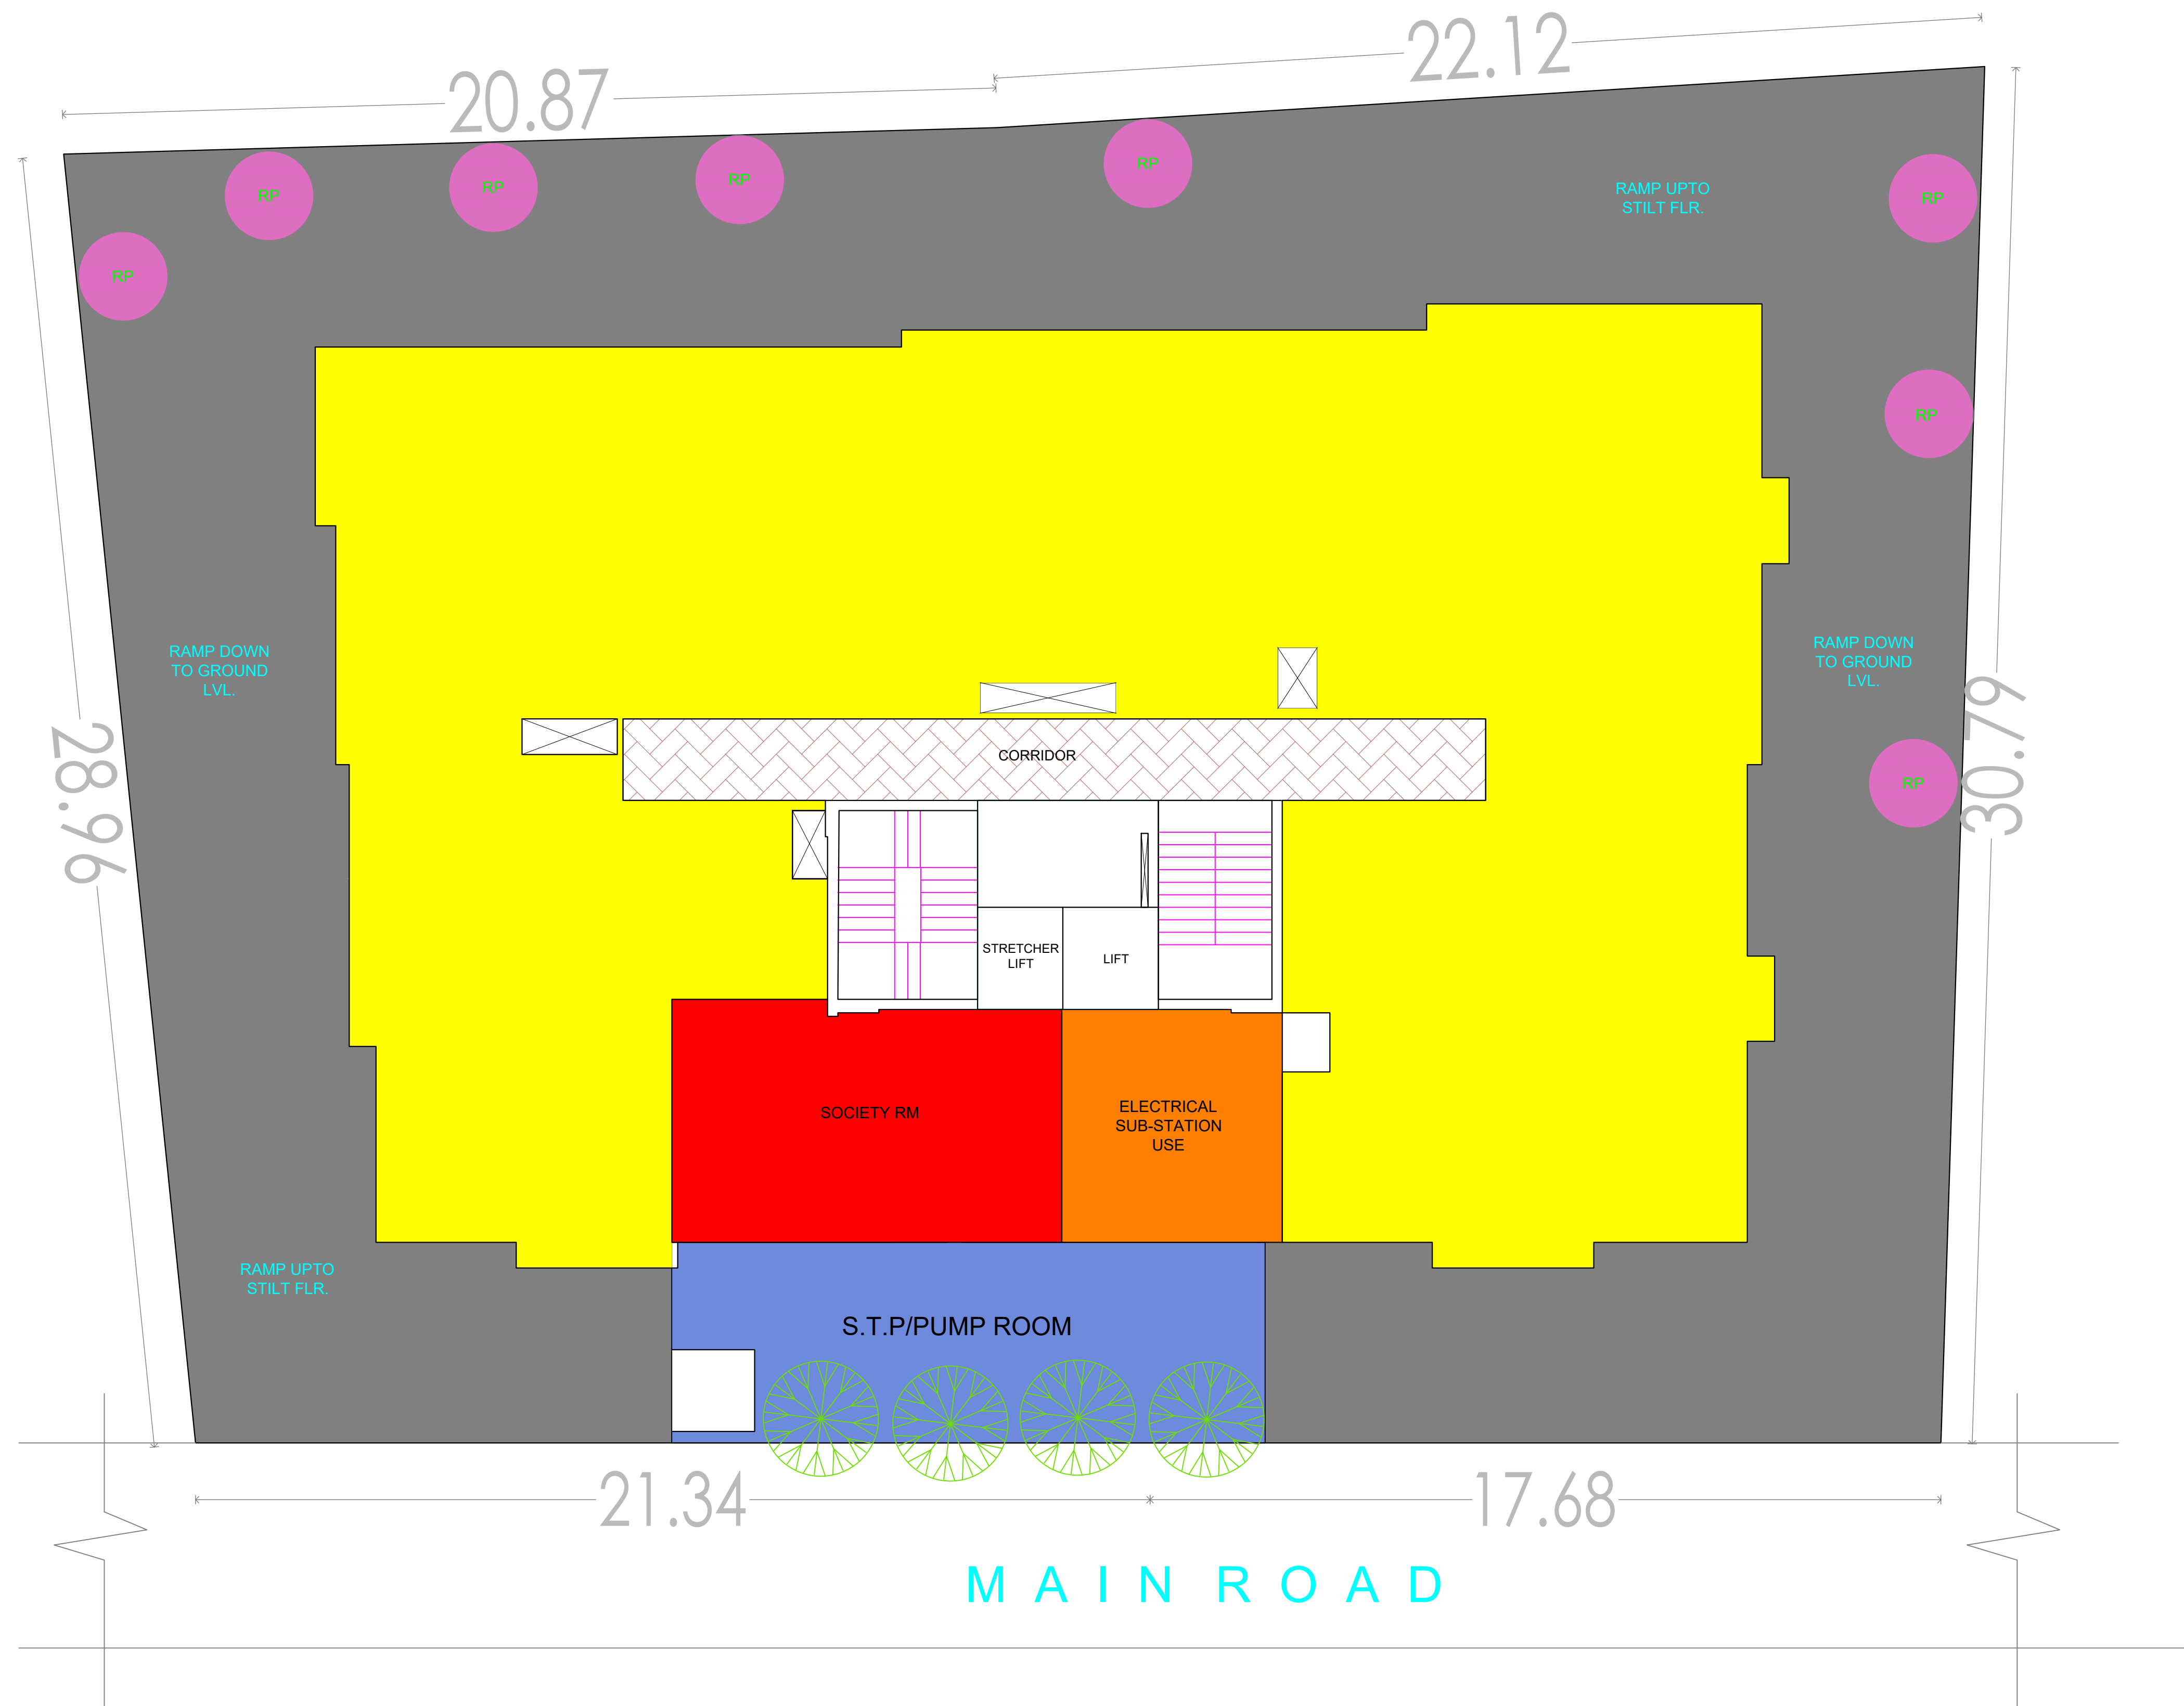 22.12
20.87
RP
RP
RP
RP
RP
RP
RP
RP
RAMP UPTO
STILT FLR.
RAMP DOWN
TO GROUND
LVL.
RAMP DOWN
TO GROUND
LVL.
28.96
30.79
CORRIDOR
STRETCHER
LIFT
LIFT
SOCIETY RM
ELECTRICAL
SUB-STATION
USE
RAMP UPTO
STILT FLR.
S.T.P/PUMP ROOM
21.34
17.68
MAIN ROAD